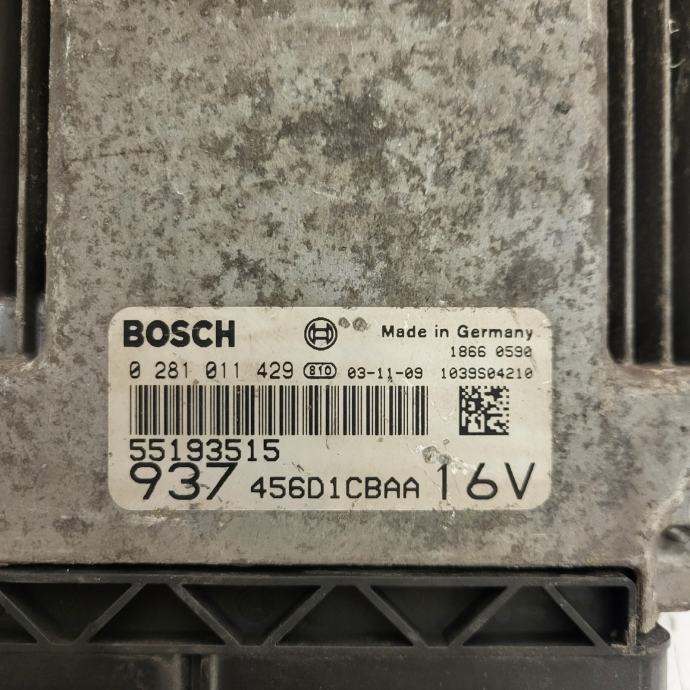 BOSCH Made in Germany
1866 0590
0 281 011 429 810 03-11-09 1039S04210
55193515
937 456D1CBAA 16V